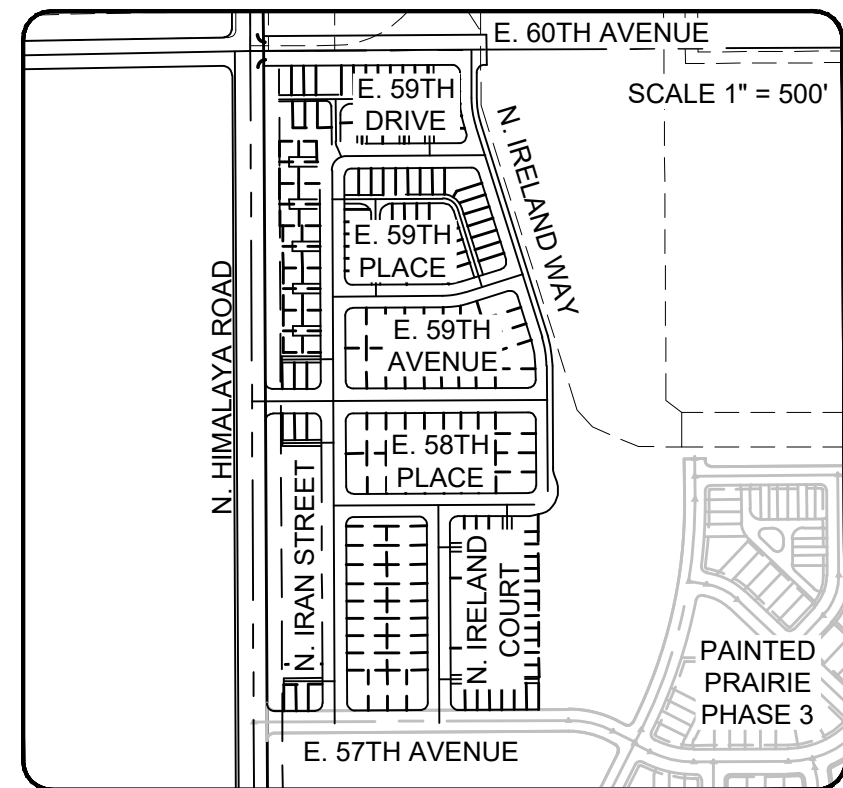 E. 60TH AVENUE
SCALE 1" = 500'
E. 59TH
DRIVE
N. IRELAND WAY
E. 59TH
PLACE
N. HIMALAYA ROAD
E. 59TH
AVENUE
E. 58TH
PLACE
N. IRAN STREET
N. IRELAND
COURT
PAINTED
PRAIRIE
PHASE 3
E. 57TH AVENUE